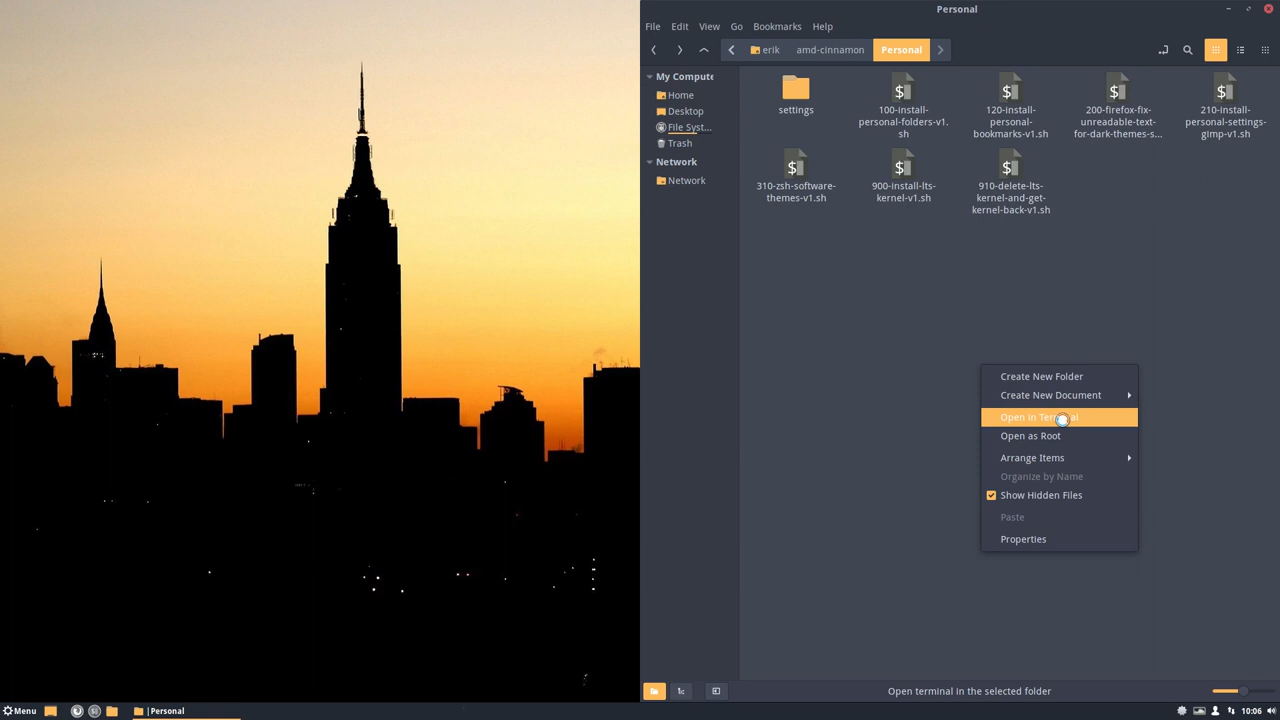 Personal
File Edit View Go Bookmarks Help
erik amd-cinnamon Personal
My Compute
Home
Desktop
File Syst...
Trash
Network
Network
settings
100-install-
personal-folders-v1.
sh
120-install-
personal-
bookmarks-v1.sh
200-firefox-fix-
unreadable-text-
for-dark-themes-s...
210-install-
personal-settings-
gimp-v1.sh
310-zsh-software-
themes-v1.sh
900-install-lts-
kernel-v1.sh
910-delete-lts-
kernel-and-get-
kernel-back-v1.sh
Create New Folder
Create New Document
Open in Terminal
Open as Root
Arrange Items
Organize by Name
Show Hidden Files
Paste
Properties
Open terminal in the selected folder
Menu
Personal
10:06